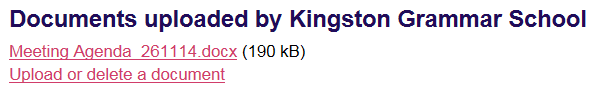 Documents uploaded by Kingston Grammar School
Meeting Agenda_261114.docx (190 kB)
Upload or delete a document